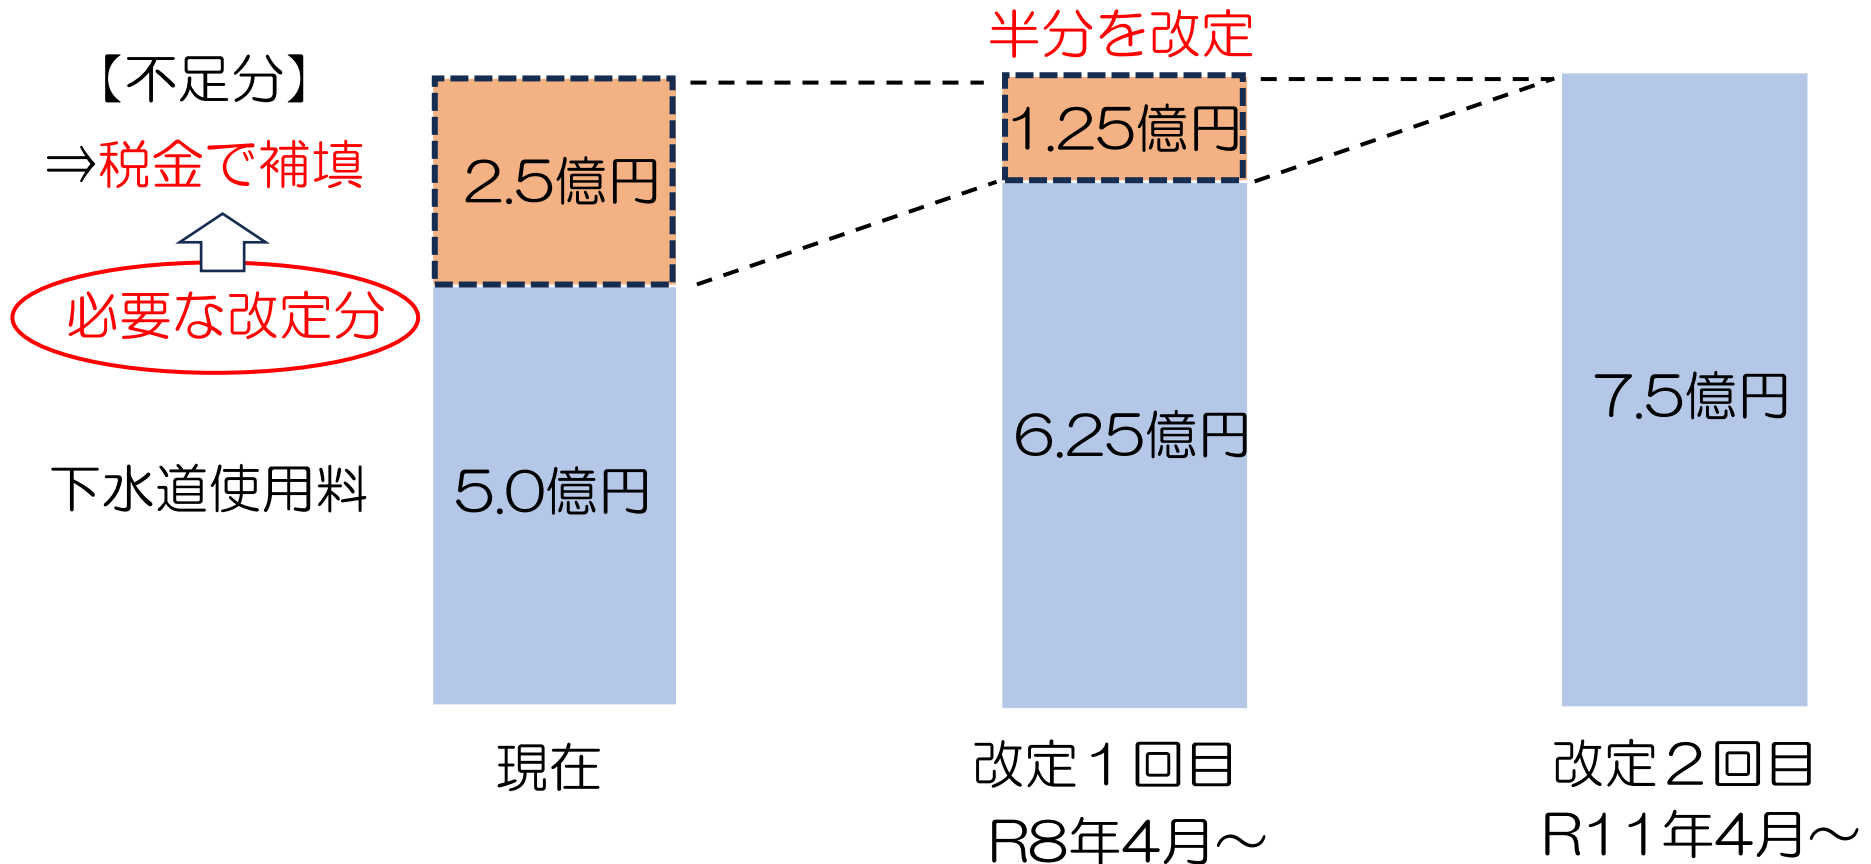 半分を改定
【不足分】
⇒税金で補填
必要な改定分
下水道使用料
2.5億円
5.0億円
1.25億円
6.25億円
7.5億円
現在
改定1回目
R8年4月～
改定2回目
R11年4月～